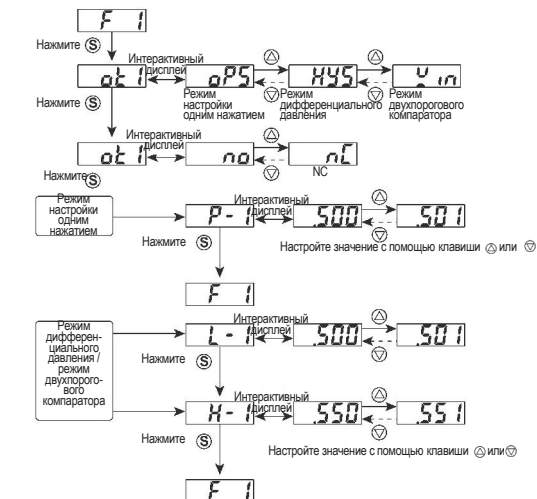 F 1
Нажмите S
Интерактивный дисплей
ot 1
oPS
HYS
Y in
Режим настройки одним нажатием
Режим дифференциального давления
Режим двухпорогового компаратора
Нажмите S
Интерактивный дисплей
ot 1
no
nC
NC
Нажмите S
Режим
настройки
одним
нажатием
Интерактивный
дисплей
P-1
.500
.501
Нажмите S
Настройте значение с помощью клавиши △ или ▽
F 1
Режим
дифферен-
циального
давления /
режим
двухпорого-
вого
компаратора
Интерактивный
дисплей
L-1
.500
.501
Нажмите S
Интерактивный
дисплей
H-1
.550
.551
Нажмите S
Настройте значение с помощью клавиши △ или ▽
F 1